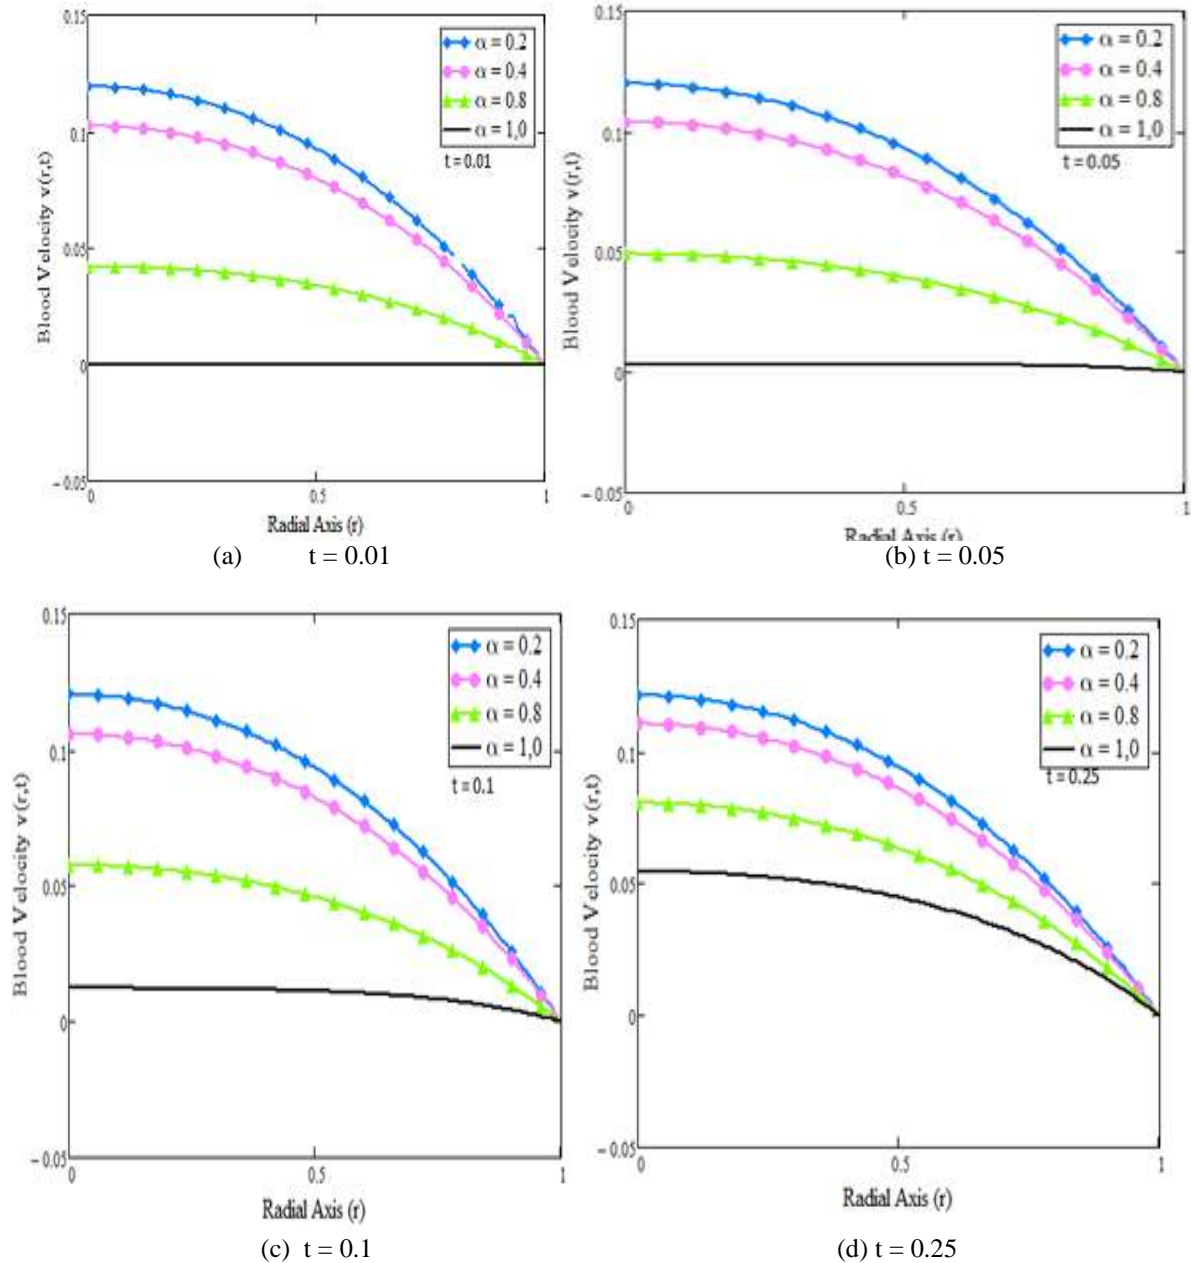 0.15
α = 0.2
α = 0.4
α = 0.8
α = 1,0
t = 0.01
0.1
0.05
0
– 0.05
0
0.5
1
Blood Velocity v(r,t)
Radial Axis (r)
(a) t = 0.01
0.15
α = 0.2
α = 0.4
α = 0.8
α = 1,0
t = 0.05
0.1
0.05
0
– 0.05
0
0.5
1
Blood Velocity v(r,t)
Radial Axis (r)
(b) t = 0.05
0.15
α = 0.2
α = 0.4
α = 0.8
α = 1,0
t = 0.1
0.1
0.05
0
– 0.05
0
0.5
1
Blood Velocity v(r,t)
Radial Axis (r)
(c) t = 0.1
0.15
α = 0.2
α = 0.4
α = 0.8
α = 1,0
t = 0.25
0.1
0.05
0
–0.05
0
0.5
1
Blood Velocity v(r,t)
Radial Axis (r)
(d) t = 0.25